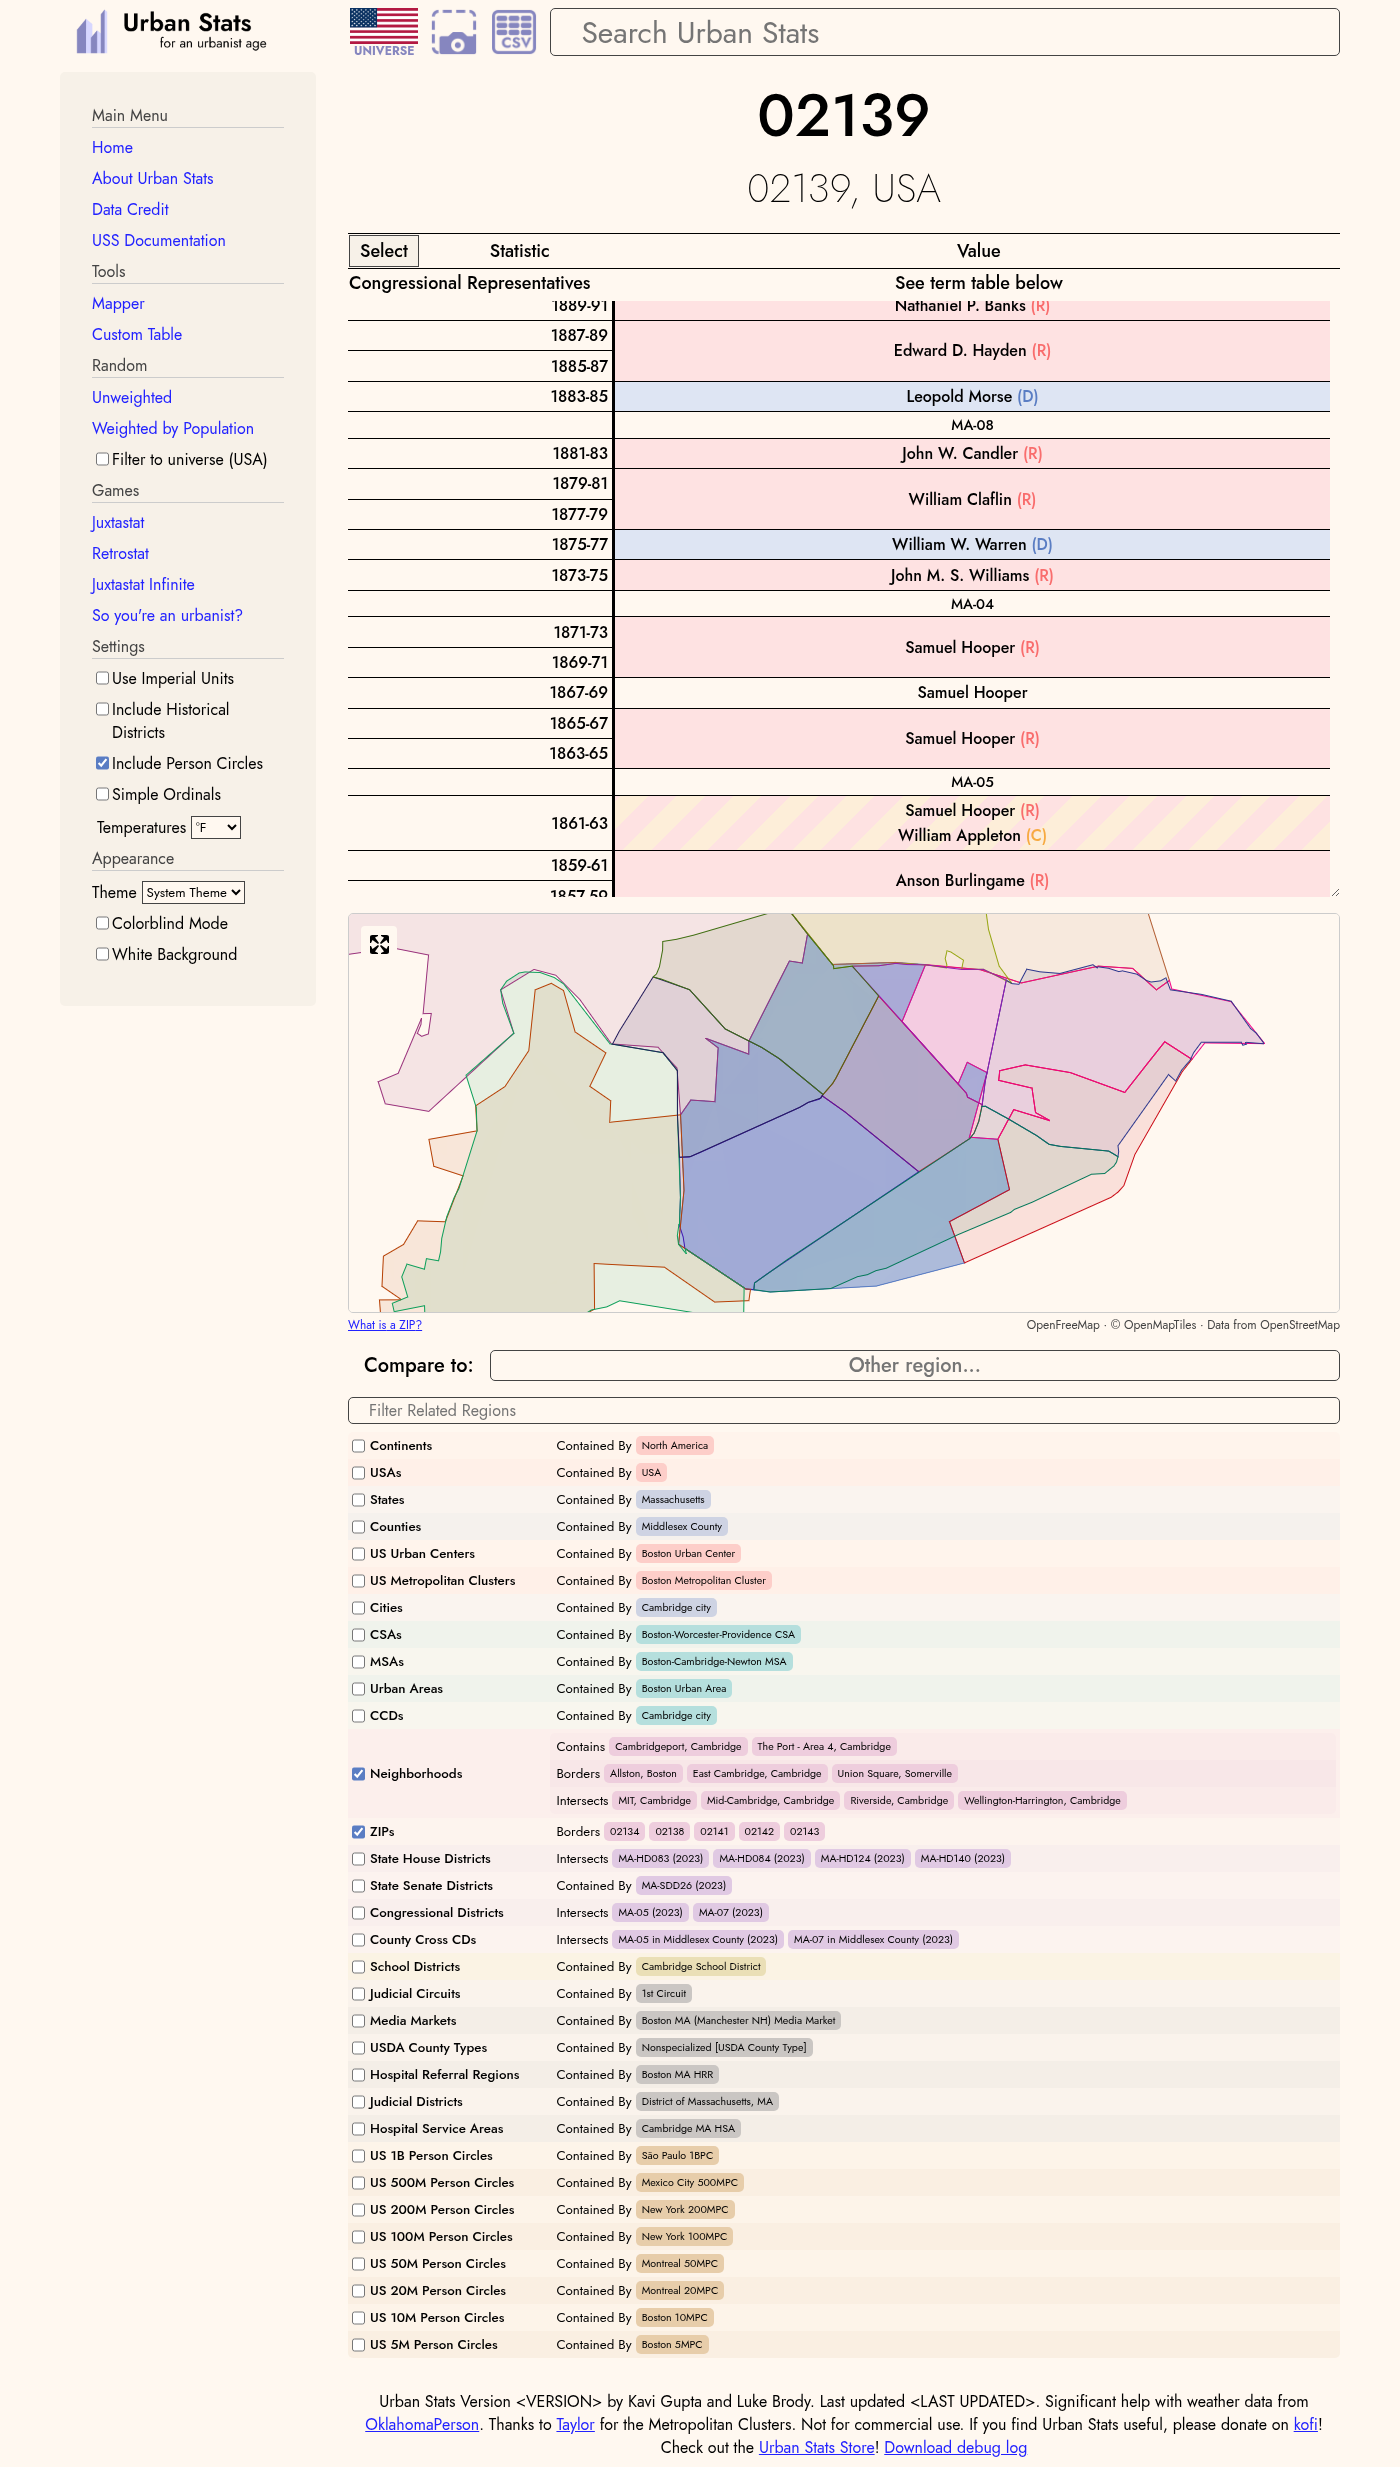 Urban Stats
for an urbanist age
UNIVERSE
CSV
Search Urban Stats
Main Menu
Home
About Urban Stats
Data Credit
USS Documentation
Tools
Mapper
Custom Table
Random
Unweighted
Weighted by Population
Filter to universe (USA)
Games
Juxtastat
Retrostat
Juxtastat Infinite
So you're an urbanist?
Settings
Use Imperial Units
Include Historical
Districts
Include Person Circles
Simple Ordinals
Temperatures °F
Appearance
Theme System Theme
Colorblind Mode
White Background
02139
02139, USA
Select Statistic Value
Congressional Representatives See term table below
1889-91 Nathaniel P. Banks (R)
1887-89
Edward D. Hayden (R)
1885-87
1883-85 Leopold Morse (D)
MA-08
1881-83 John W. Candler (R)
1879-81
William Claflin (R)
1877-79
1875-77 William W. Warren (D)
1873-75 John M. S. Williams (R)
MA-04
1871-73
Samuel Hooper (R)
1869-71
1867-69 Samuel Hooper
1865-67
Samuel Hooper (R)
1863-65
MA-05
Samuel Hooper (R)
1861-63
William Appleton (C)
1859-61
Anson Burlingame (R)
1857-59
What is a ZIP?
OpenFreeMap · © OpenMapTiles · Data from OpenStreetMap
Compare to: Other region...
Filter Related Regions
Continents Contained By North America
USAs Contained By USA
States Contained By Massachusetts
Counties Contained By Middlesex County
US Urban Centers Contained By Boston Urban Center
US Metropolitan Clusters Contained By Boston Metropolitan Cluster
Cities Contained By Cambridge city
CSAs Contained By Boston-Worcester-Providence CSA
MSAs Contained By Boston-Cambridge-Newton MSA
Urban Areas Contained By Boston Urban Area
CCDs Contained By Cambridge city
Contains Cambridgeport, Cambridge The Port - Area 4, Cambridge
Neighborhoods Borders Allston, Boston East Cambridge, Cambridge Union Square, Somerville
Intersects MIT, Cambridge Mid-Cambridge, Cambridge Riverside, Cambridge Wellington-Harrington, Cambridge
ZIPs Borders 02134 02138 02141 02142 02143
State House Districts Intersects MA-HD083 (2023) MA-HD084 (2023) MA-HD124 (2023) MA-HD140 (2023)
State Senate Districts Contained By MA-SDD26 (2023)
Congressional Districts Intersects MA-05 (2023) MA-07 (2023)
County Cross CDs Intersects MA-05 in Middlesex County (2023) MA-07 in Middlesex County (2023)
School Districts Contained By Cambridge School District
Judicial Circuits Contained By 1st Circuit
Media Markets Contained By Boston MA (Manchester NH) Media Market
USDA County Types Contained By Nonspecialized [USDA County Type]
Hospital Referral Regions Contained By Boston MA HRR
Judicial Districts Contained By District of Massachusetts, MA
Hospital Service Areas Contained By Cambridge MA HSA
US 1B Person Circles Contained By São Paulo 1BPC
US 500M Person Circles Contained By Mexico City 500MPC
US 200M Person Circles Contained By New York 200MPC
US 100M Person Circles Contained By New York 100MPC
US 50M Person Circles Contained By Montreal 50MPC
US 20M Person Circles Contained By Montreal 20MPC
US 10M Person Circles Contained By Boston 10MPC
US 5M Person Circles Contained By Boston 5MPC
Urban Stats Version <VERSION> by Kavi Gupta and Luke Brody. Last updated <LAST UPDATED>. Significant help with weather data from
OklahomaPerson. Thanks to Taylor for the Metropolitan Clusters. Not for commercial use. If you find Urban Stats useful, please donate on kofi!
Check out the Urban Stats Store! Download debug log